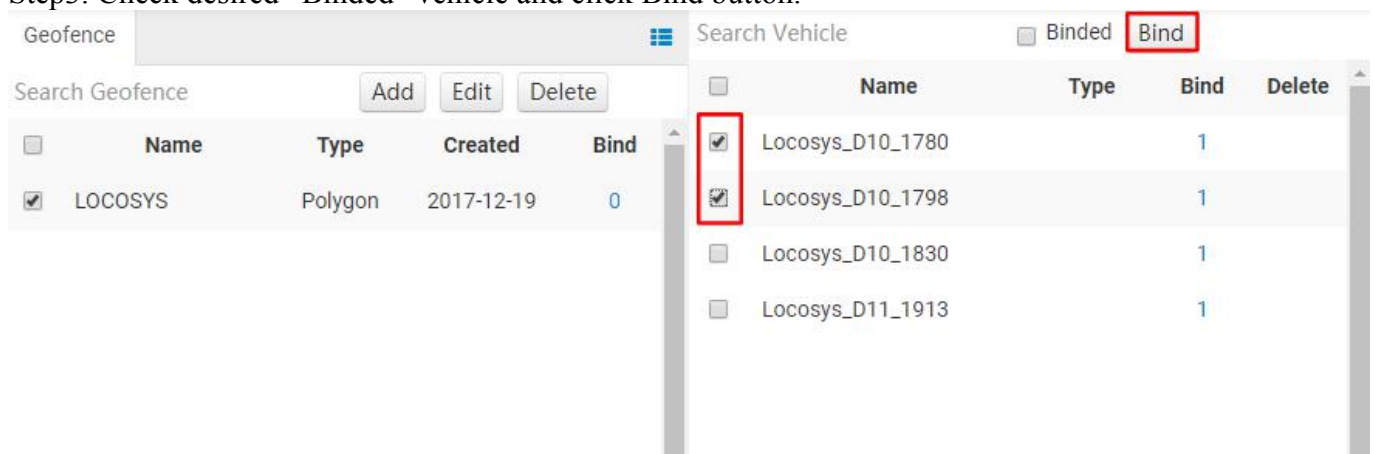 Step3: Check desired "Binded" vehicle and click Bind button.
Geofence
Search Geofence Add Edit Delete
Name Type Created Bind
LOCOSYS Polygon 2017-12-19 0
Search Vehicle Binded Bind
Name Type Bind Delete
Locosys_D10_1780 1
Locosys_D10_1798 1
Locosys_D10_1830 1
Locosys_D11_1913 1